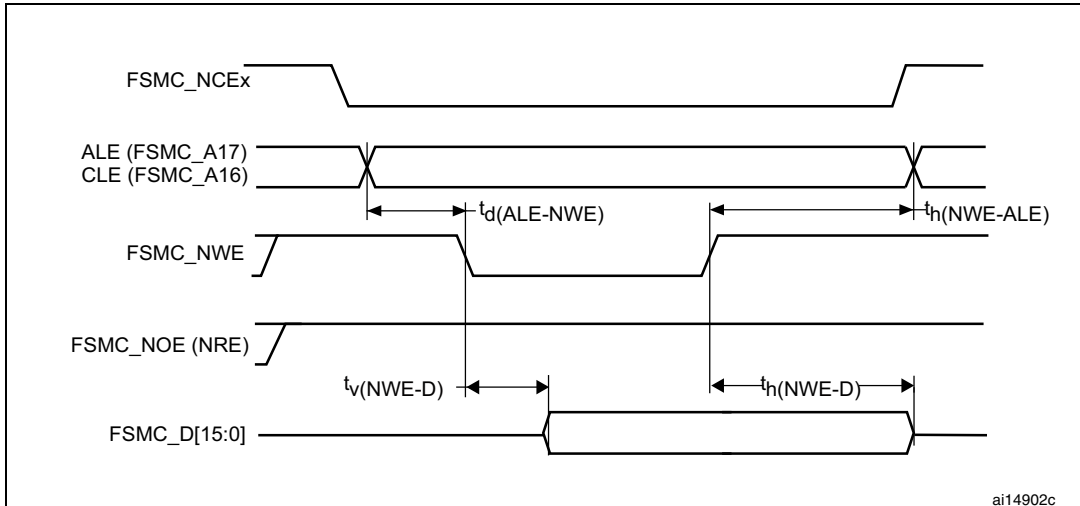 FSMC_NCEx
ALE (FSMC_A17)
CLE (FSMC_A16)
td(ALE-NWE)
th(NWE-ALE)
FSMC_NWE
FSMC_NOE (NRE)
tv(NWE-D)
th(NWE-D)
FSMC_D[15:0]
ai14902c